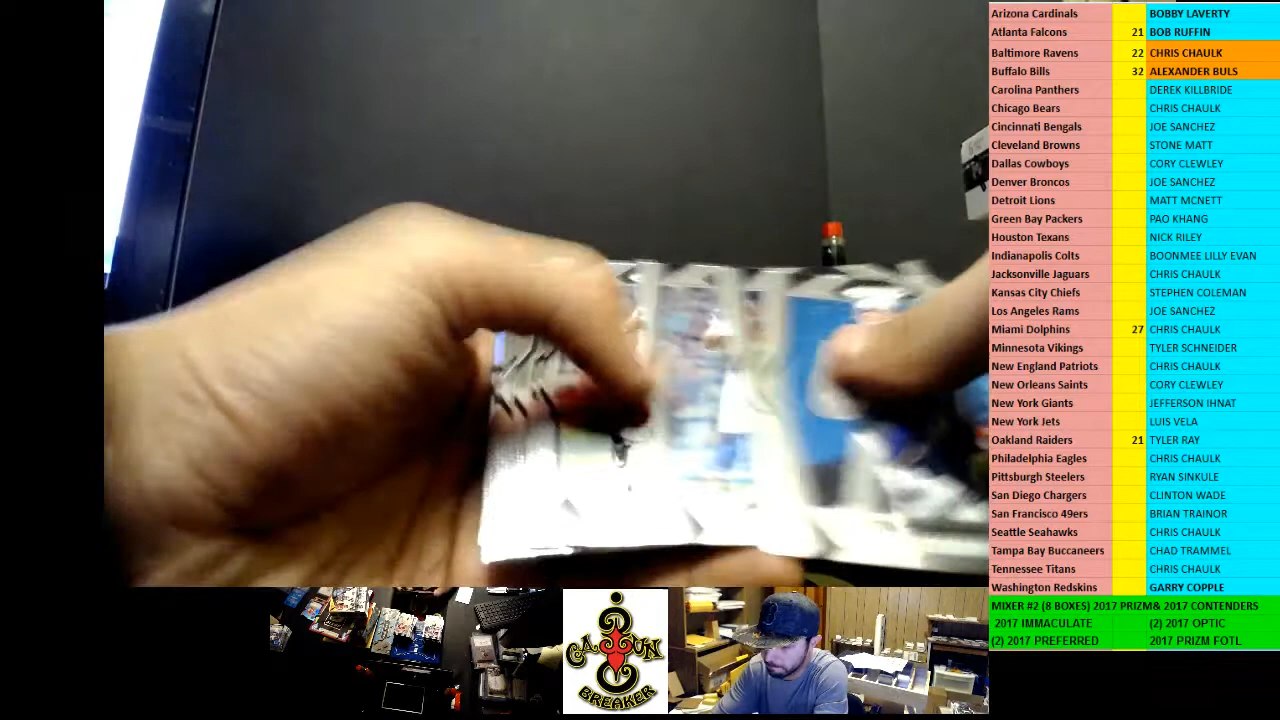 Arizona Cardinals BOBBY LAVERTY
Atlanta Falcons 21 BOB RUFFIN
Baltimore Ravens 22 CHRIS CHAULK
Buffalo Bills 32 ALEXANDER BULS
Carolina Panthers DEREK KILLBRIDE
Chicago Bears CHRIS CHAULK
Cincinnati Bengals JOE SANCHEZ
Cleveland Browns STONE MATT
Dallas Cowboys CORY CLEWLEY
Denver Broncos JOE SANCHEZ
Detroit Lions MATT MCNETT
Green Bay Packers PAO KHANG
Houston Texans NICK RILEY
Indianapolis Colts BOONMEE LILLY EVAN
Jacksonville Jaguars CHRIS CHAULK
Kansas City Chiefs STEPHEN COLEMAN
Los Angeles Rams JOE SANCHEZ
Miami Dolphins 27 CHRIS CHAULK
Minnesota Vikings TYLER SCHNEIDER
New England Patriots CHRIS CHAULK
New Orleans Saints CORY CLEWLEY
New York Giants JEFFERSON IHNAT
New York Jets LUIS VELA
Oakland Raiders 21 TYLER RAY
Philadelphia Eagles CHRIS CHAULK
Pittsburgh Steelers RYAN SINKULE
San Diego Chargers CLINTON WADE
San Francisco 49ers BRIAN TRAINOR
Seattle Seahawks CHRIS CHAULK
Tampa Bay Buccaneers CHAD TRAMMEL
Tennessee Titans CHRIS CHAULK
Washington Redskins GARRY COPPLE
MIXER #2 (8 BOXES) 2017 PRIZM& 2017 CONTENDERS
2017 IMMACULATE (2) 2017 OPTIC
(2) 2017 PREFERRED 2017 PRIZM FOTL
CAJUN
BREAKER